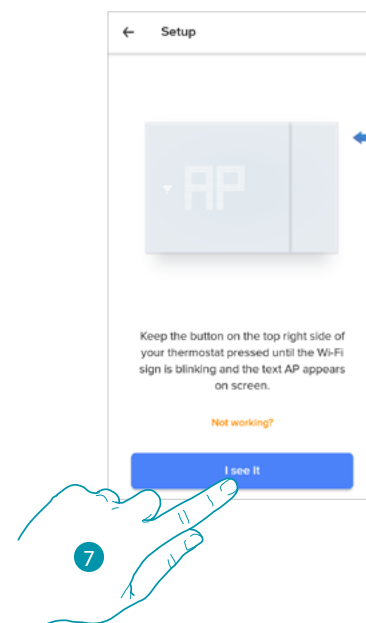 Setup
AP
Keep the button on the top right side of
your thermostat pressed until the Wi-Fi
sign is blinking and the text AP appears
on screen.
Not working?
I see It
7